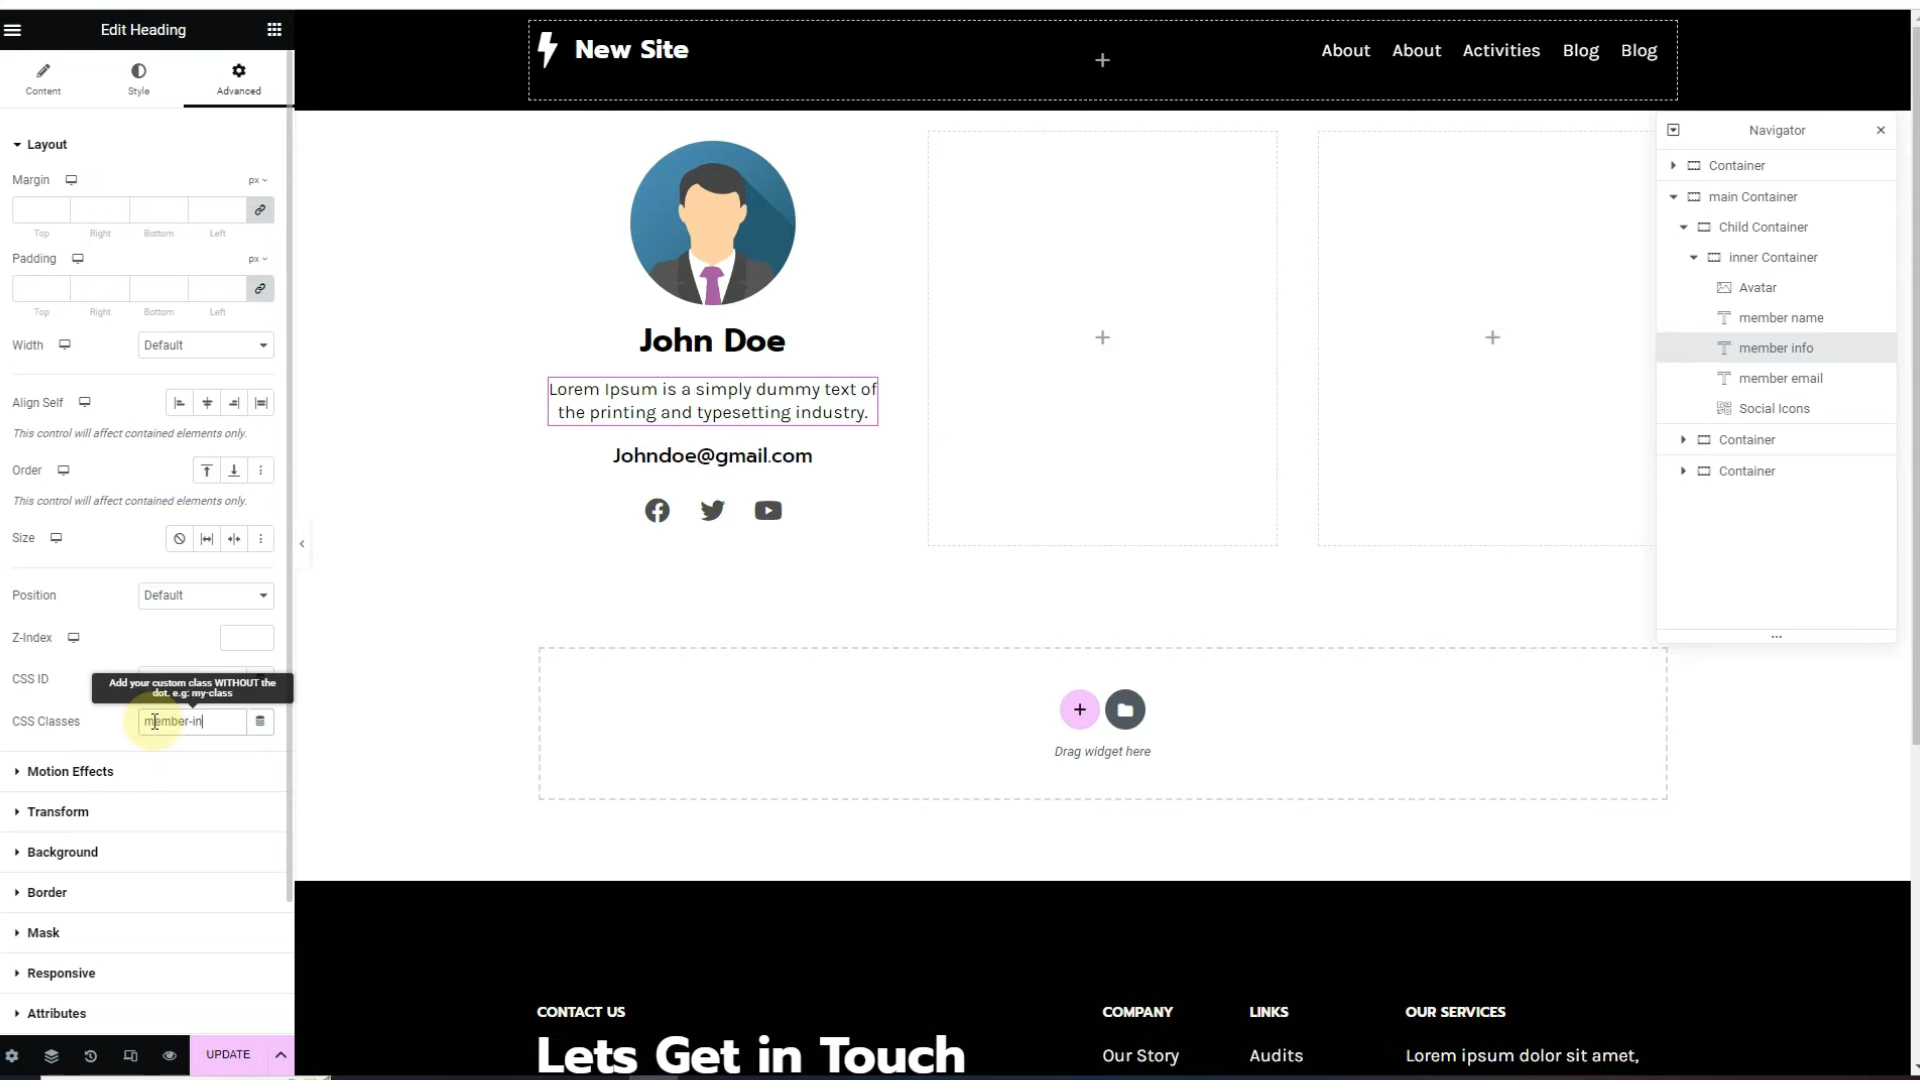 Edit Heading
Content
Style
Advanced
Layout
Margin
px
Top
Right
Bottom
Left
Padding
px
Top
Right
Bottom
Left
Width
Default
Align Self
This control will affect contained elements only.
Order
This control will affect contained elements only.
Size
Position
Default
Z-Index
CSS ID
Add your custom class WITHOUT the
dot. e.g: my-class
CSS Classes
member-in
Motion Effects
Transform
Background
Border
Mask
Responsive
Attributes
UPDATE
New Site
About
About
Activities
Blog
Blog
John Doe
Lorem Ipsum is a simply dummy text of
the printing and typesetting industry.
Johndoe@gmail.com
Drag widget here
Navigator
Container
main Container
Child Container
inner Container
Avatar
member name
member info
member email
Social Icons
Container
Container
CONTACT US
Lets Get in Touch
COMPANY
Our Story
LINKS
Audits
OUR SERVICES
Lorem ipsum dolor sit amet,